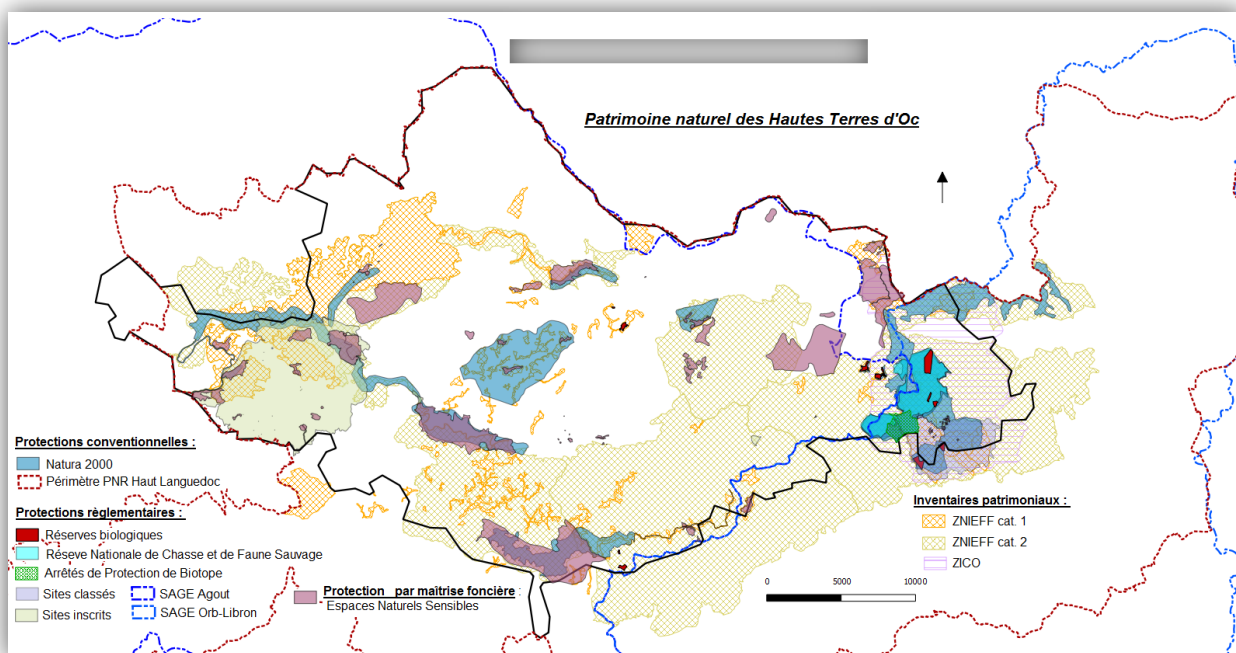 Patrimoine naturel des Hautes Terres d'Oc
Protections conventionnelles :
Natura 2000
Périmètre PNR Haut Languedoc
Protections règlementaires :
Réserves biologiques
Réseve Nationale de Chasse et de Faune Sauvage
Arrêtés de Protection de Biotope
Sites classés
SAGE Agout
Sites inscrits
SAGE Orb-Libron
Protection par maîtrise foncière :
Espaces Naturels Sensibles
Inventaires patrimoniaux :
ZNIEFF cat. 1
ZNIEFF cat. 2
ZICO
0 5000 10000